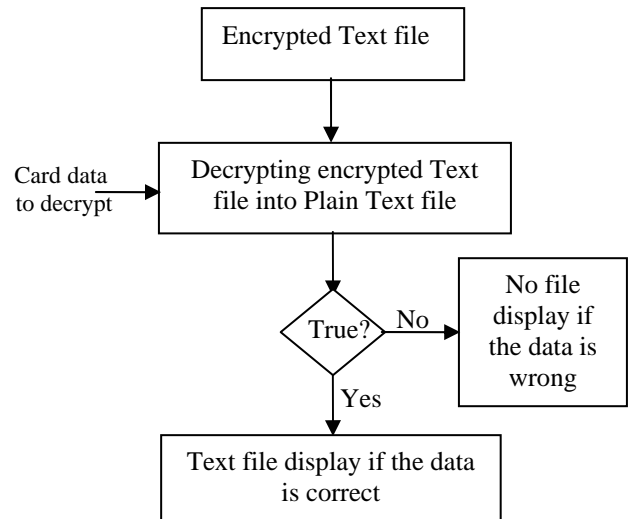 Encrypted Text file
Decrypting encrypted Text
file into Plain Text file
Card data
to decrypt
True?
No
No file
display if
the data is
wrong
Yes
Text file display if the data
is correct